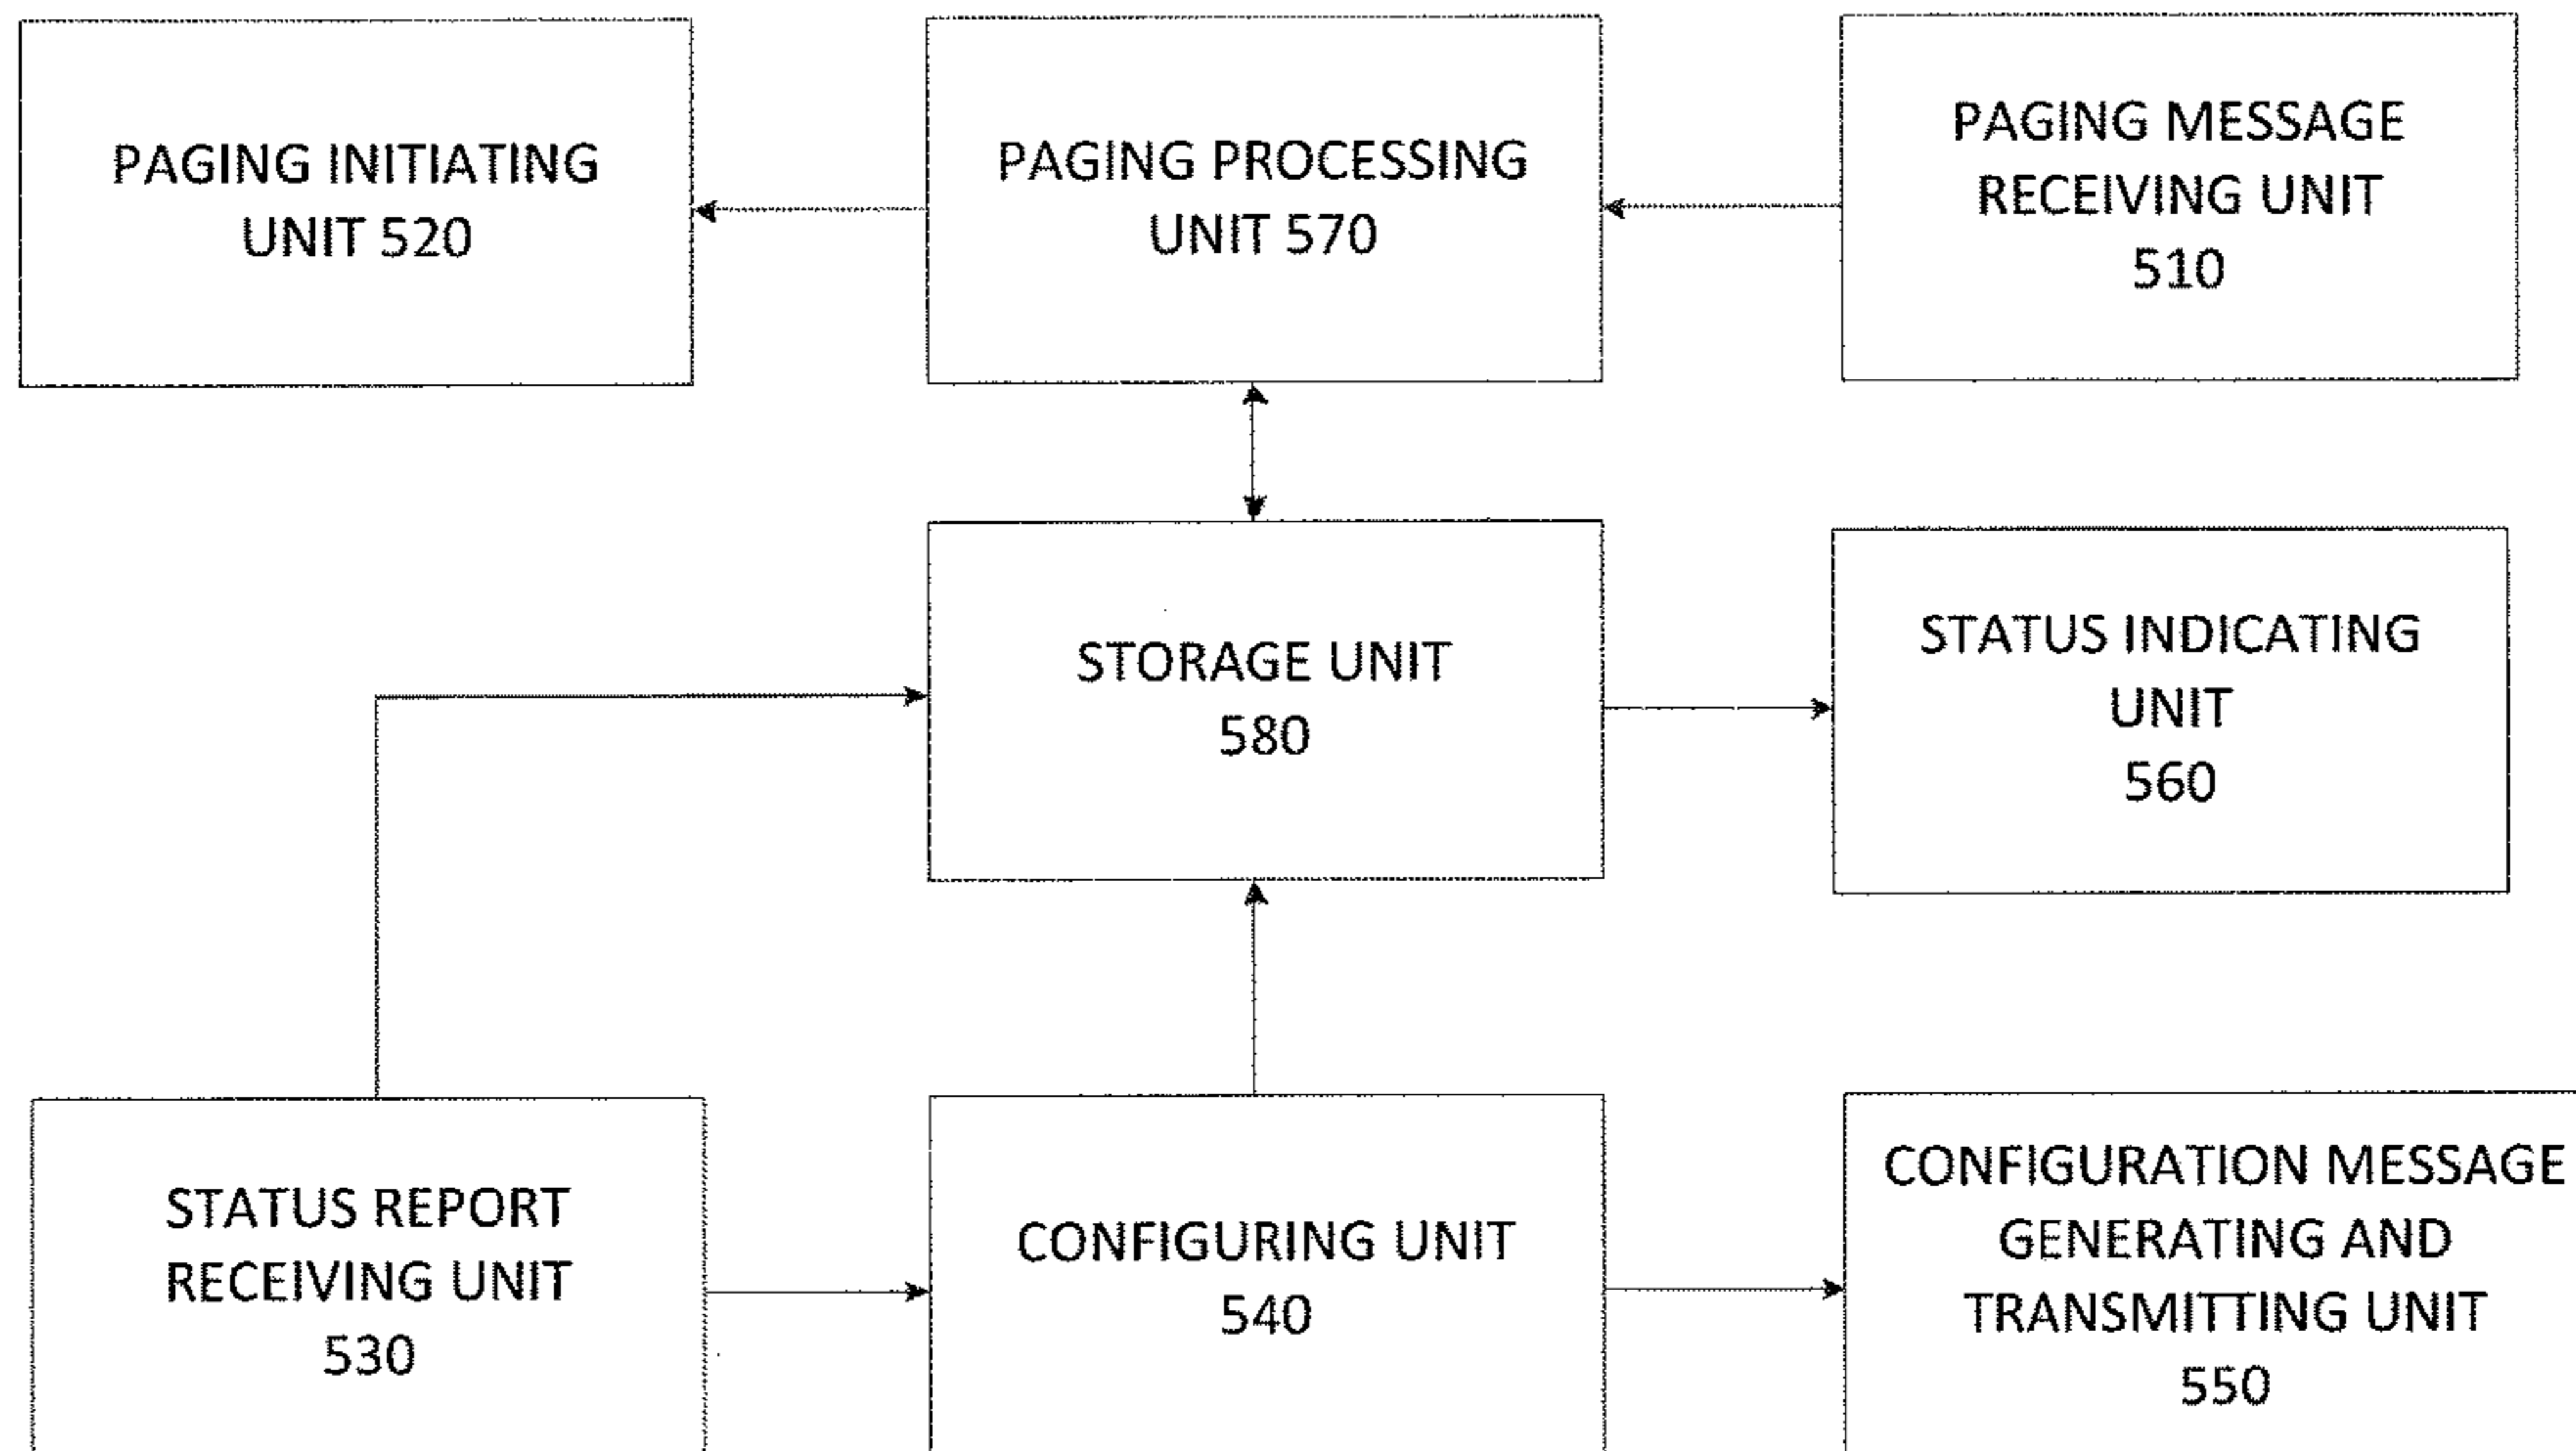 PAGING INITIATING
UNIT 520
PAGING PROCESSING
UNIT 570
PAGING MESSAGE
RECEIVING UNIT
510
STORAGE UNIT
580
STATUS INDICATING
UNIT
560
STATUS REPORT
RECEIVING UNIT
530
CONFIGURING UNIT
540
CONFIGURATION MESSAGE
GENERATING AND
TRANSMITTING UNIT
550